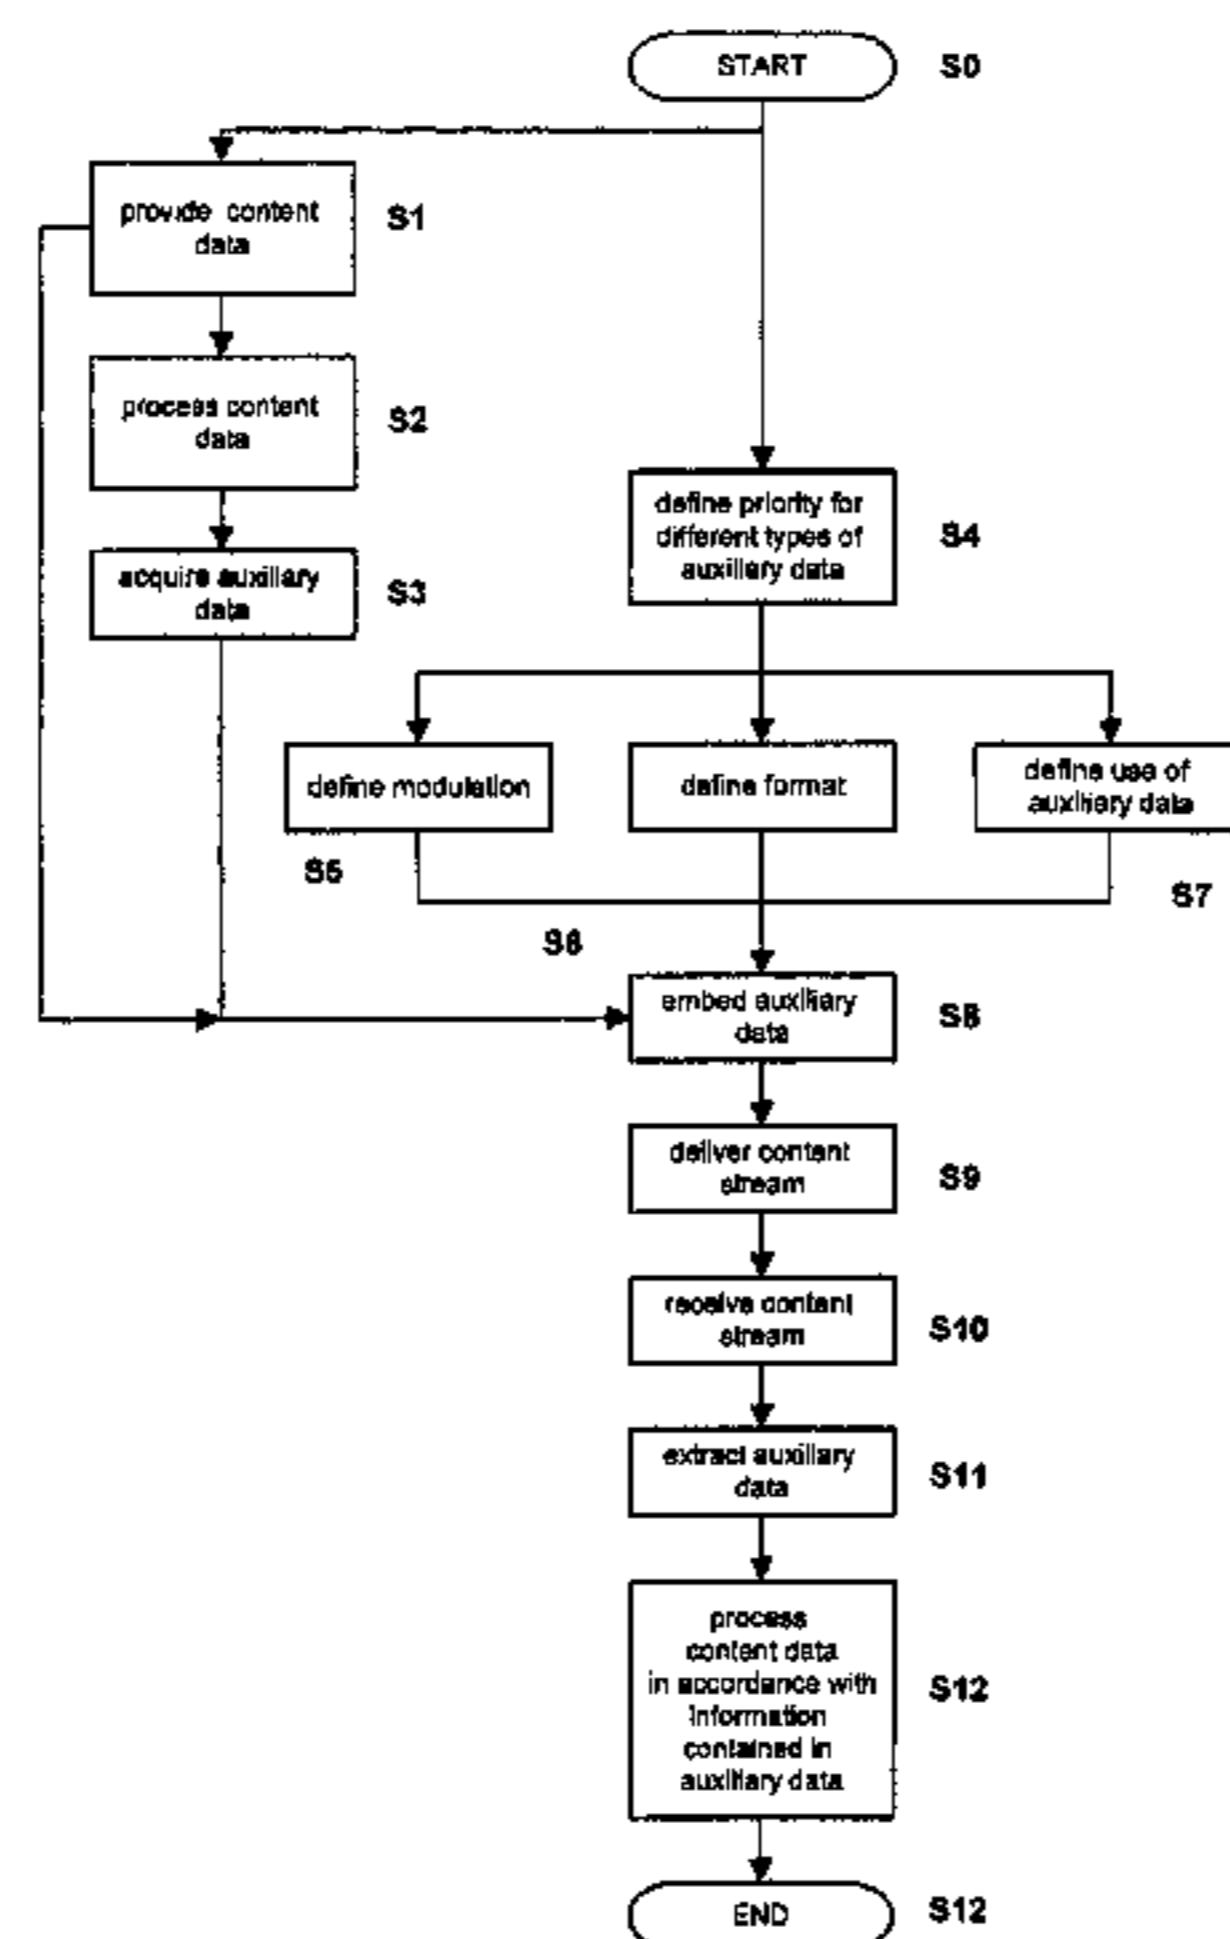 START
S0
provide content
data
S1
process content
data
S2
acquire auxiliary
data
S3
define priority for
different types of
auxiliary data
S4
define modulation
define format
define use of
auxiliary data
S5
S7
S6
embed auxiliary
data
S8
deliver content
stream
S9
receive content
stream
S10
extract auxiliary
data
S11
process
content data
in accordance with
information
contained in
auxiliary data
S12
END
S12